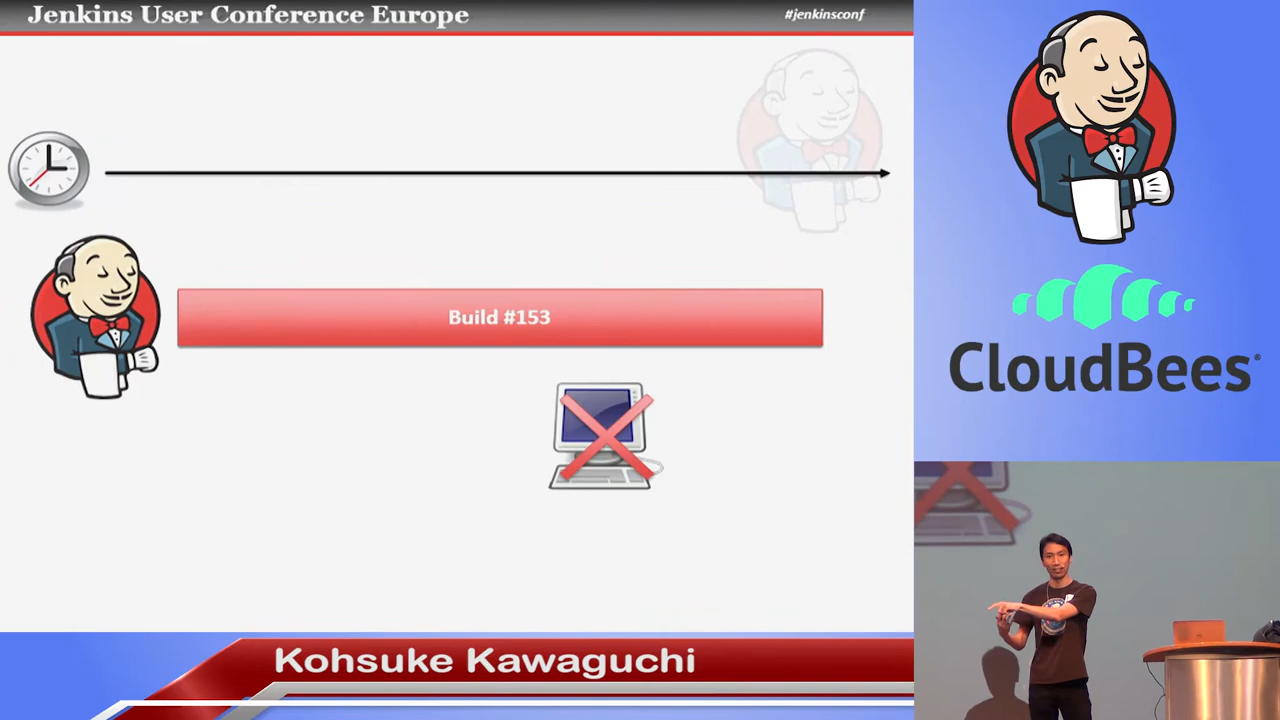 Jenkins User Conference Europe
#jenkinsconf
Build #153
CloudBees
Kohsuke Kawaguchi